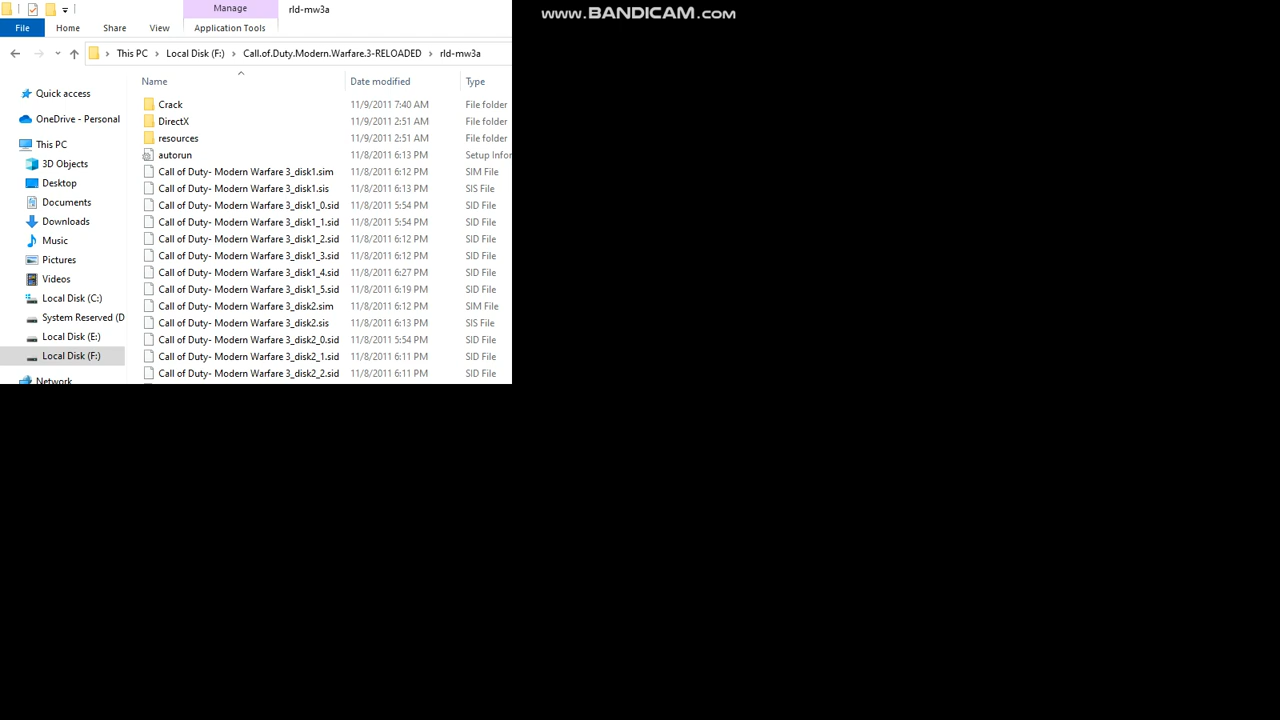 Manage
rld-mw3a
WWW.BANDICAM.COM
File
Home
Share
View
Application Tools
This PC
Local Disk (F:)
Call.of.Duty.Modern.Warfare.3-RELOADED
rld-mw3a
Name
Date modified
Type
Quick access
OneDrive - Personal
This PC
3D Objects
Desktop
Documents
Downloads
Music
Pictures
Videos
Local Disk (C:)
System Reserved (D
Local Disk (E:)
Local Disk (F:)
Network
Crack 11/9/2011 7:40 AM File folder
DirectX 11/9/2011 2:51 AM File folder
resources 11/9/2011 2:51 AM File folder
autorun 11/8/2011 6:13 PM Setup Infor
Call of Duty- Modern Warfare 3_disk1.sim 11/8/2011 6:12 PM SIM File
Call of Duty- Modern Warfare 3_disk1.sis 11/8/2011 6:13 PM SIS File
Call of Duty- Modern Warfare 3_disk1_0.sid 11/8/2011 5:54 PM SID File
Call of Duty- Modern Warfare 3_disk1_1.sid 11/8/2011 5:54 PM SID File
Call of Duty- Modern Warfare 3_disk1_2.sid 11/8/2011 6:12 PM SID File
Call of Duty- Modern Warfare 3_disk1_3.sid 11/8/2011 6:12 PM SID File
Call of Duty- Modern Warfare 3_disk1_4.sid 11/8/2011 6:27 PM SID File
Call of Duty- Modern Warfare 3_disk1_5.sid 11/8/2011 6:19 PM SID File
Call of Duty- Modern Warfare 3_disk2.sim 11/8/2011 6:12 PM SIM File
Call of Duty- Modern Warfare 3_disk2.sis 11/8/2011 6:13 PM SIS File
Call of Duty- Modern Warfare 3_disk2_0.sid 11/8/2011 5:54 PM SID File
Call of Duty- Modern Warfare 3_disk2_1.sid 11/8/2011 6:11 PM SID File
Call of Duty- Modern Warfare 3_disk2_2.sid 11/8/2011 6:11 PM SID File